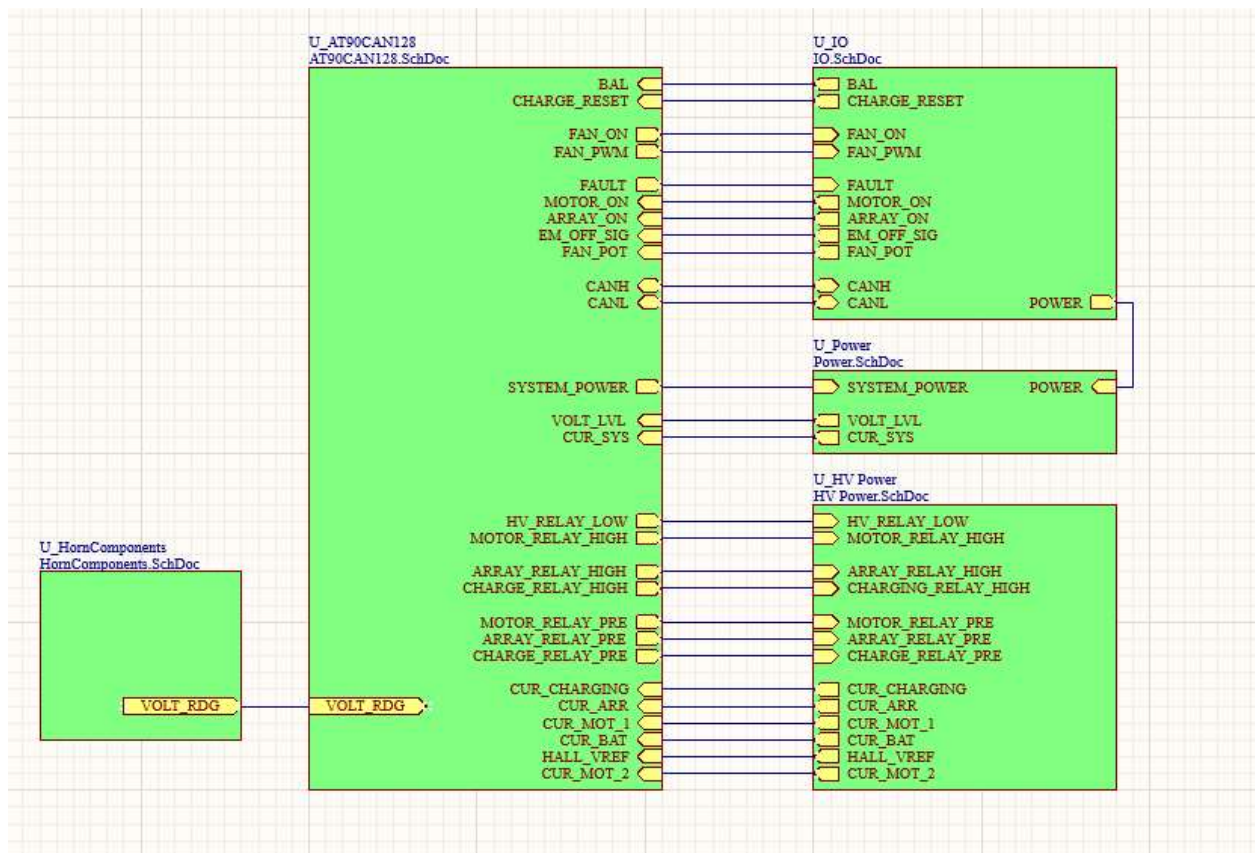 U_AT90CAN128
AT90CAN128.SchDoc
BAL
CHARGE_RESET
FAN_ON
FAN_PWM
FAULT
MOTOR_ON
ARRAY_ON
EM_OFF_SIG
FAN_POT
CANH
CANL
SYSTEM_POWER
VOLT_LVL
CUR_SYS
HV_RELAY_LOW
MOTOR_RELAY_HIGH
ARRAY_RELAY_HIGH
CHARGE_RELAY_HIGH
MOTOR_RELAY_PRE
ARRAY_RELAY_PRE
CHARGE_RELAY_PRE
CUR_CHARGING
CUR_ARR
CUR_MOT_1
CUR_BAT
HALL_VREF
CUR_MOT_2
VOLT_RDG
U_IO
IO.SchDoc
BAL
CHARGE_RESET
FAN_ON
FAN_PWM
FAULT
MOTOR_ON
ARRAY_ON
EM_OFF_SIG
FAN_POT
CANH
CANL
POWER
U_Power
Power.SchDoc
SYSTEM_POWER
POWER
VOLT_LVL
CUR_SYS
U_HV Power
HV Power.SchDoc
HV_RELAY_LOW
MOTOR_RELAY_HIGH
ARRAY_RELAY_HIGH
CHARGING_RELAY_HIGH
MOTOR_RELAY_PRE
ARRAY_RELAY_PRE
CHARGE_RELAY_PRE
CUR_CHARGING
CUR_ARR
CUR_MOT_1
CUR_BAT
HALL_VREF
CUR_MOT_2
U_HornComponents
HornComponents.SchDoc
VOLT_RDG